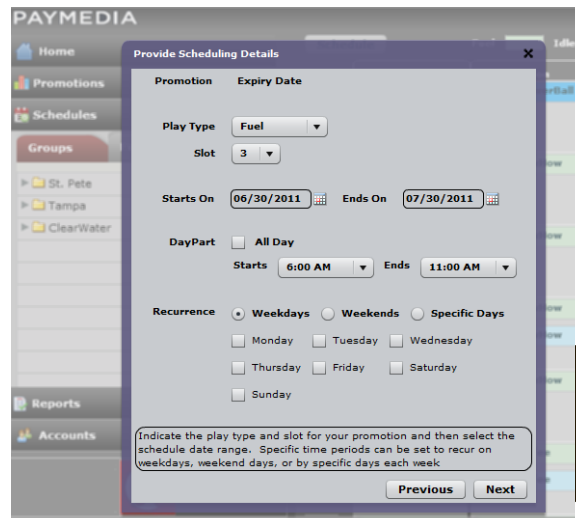 PAYMEDIA
Home
Promotions
Schedules
Groups
St. Pete
Tampa
ClearWater
Reports
Accounts
Idle
Provide Scheduling Details
Promotion Expiry Date
Play Type Fuel
Slot 3
Starts On 06/30/2011 Ends On 07/30/2011
DayPart All Day
Starts 6:00 AM Ends 11:00 AM
Recurrence Weekdays Weekends Specific Days
Monday Tuesday Wednesday
Thursday Friday Saturday
Sunday
Indicate the play type and slot for your promotion and then select the
schedule date range. Specific time periods can be set to recur on
weekdays, weekend days, or by specific days each week
Previous Next